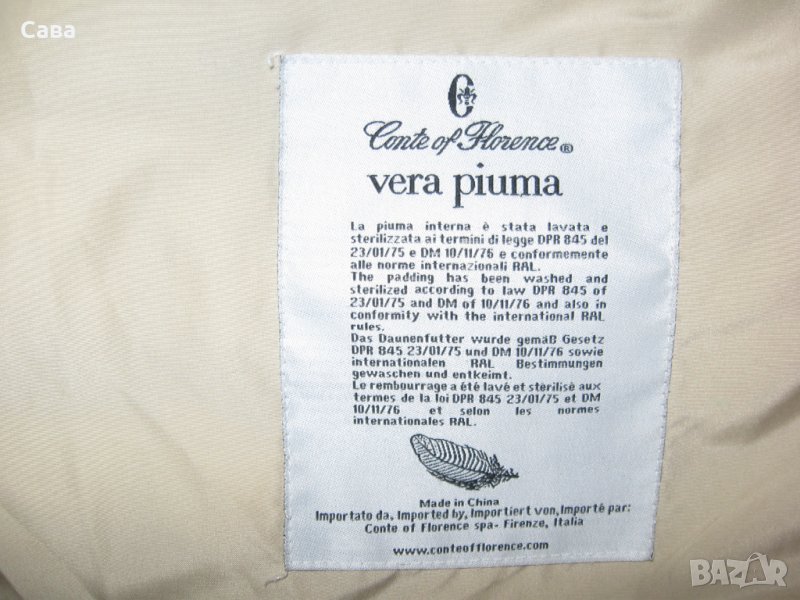 Сава
Conte of Florence®
vera piuma
La piuma interna è stata lavata e
sterilizzata ai termini di legge DPR 845 del
23/01/75 e DM 10/11/76 e conformemente
alle norme internazionali RAL.
The padding has been washed and
sterilized according to law DPR 845 of
23/01/75 and DM of 10/11/76 and also in
conformity with the international RAL
rules.
Das Daunenfutter wurde gemäß Gesetz
DPR 845 23/01/75 und DM 10/11/76 sowie
internationalen RAL Bestimmungen
gewaschen und entkeimt.
Le rembourrage a été lavé et sterilisé aux
termes de la loi DPR 845 23/01/75 et DM
10/11/76 et selon les normes
internationales RAL.
Made in China
Importato da, Imported by, Importiert von, Importé par:
Conte of Florence spa- Firenze, Italia
www.conteofflorence.com
BAZAR